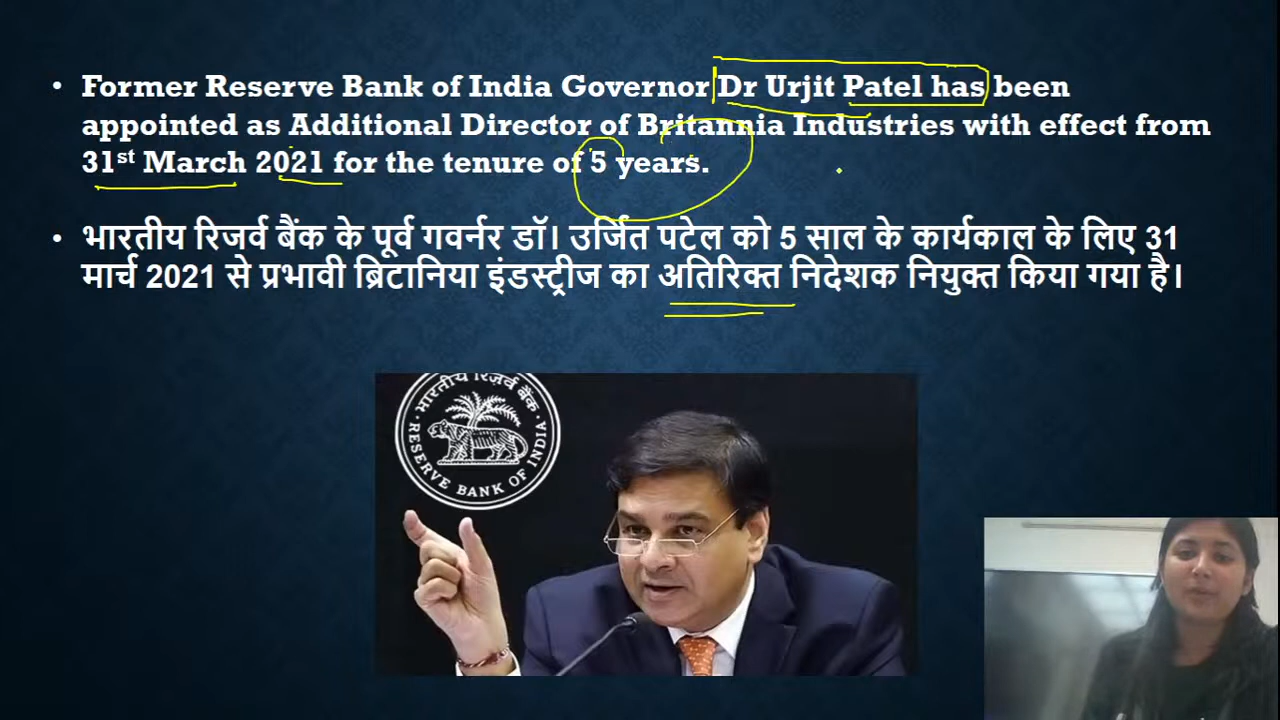 • Former Reserve Bank of India Governor Dr Urjit Patel has been
appointed as Additional Director of Britannia Industries with effect from
31st March 2021 for the tenure of 5 years.
• भारतीय रिजर्व बैंक के पूर्व गवर्नर डॉ। उर्जित पटेल को 5 साल के कार्यकाल के लिए 31
मार्च 2021 से प्रभावी ब्रिटानिया इंडस्ट्रीज का अतिरिक्त निदेशक नियुक्त किया गया है।
भारतीय रिज़र्व बैंक
RESERVE BANK OF INDIA